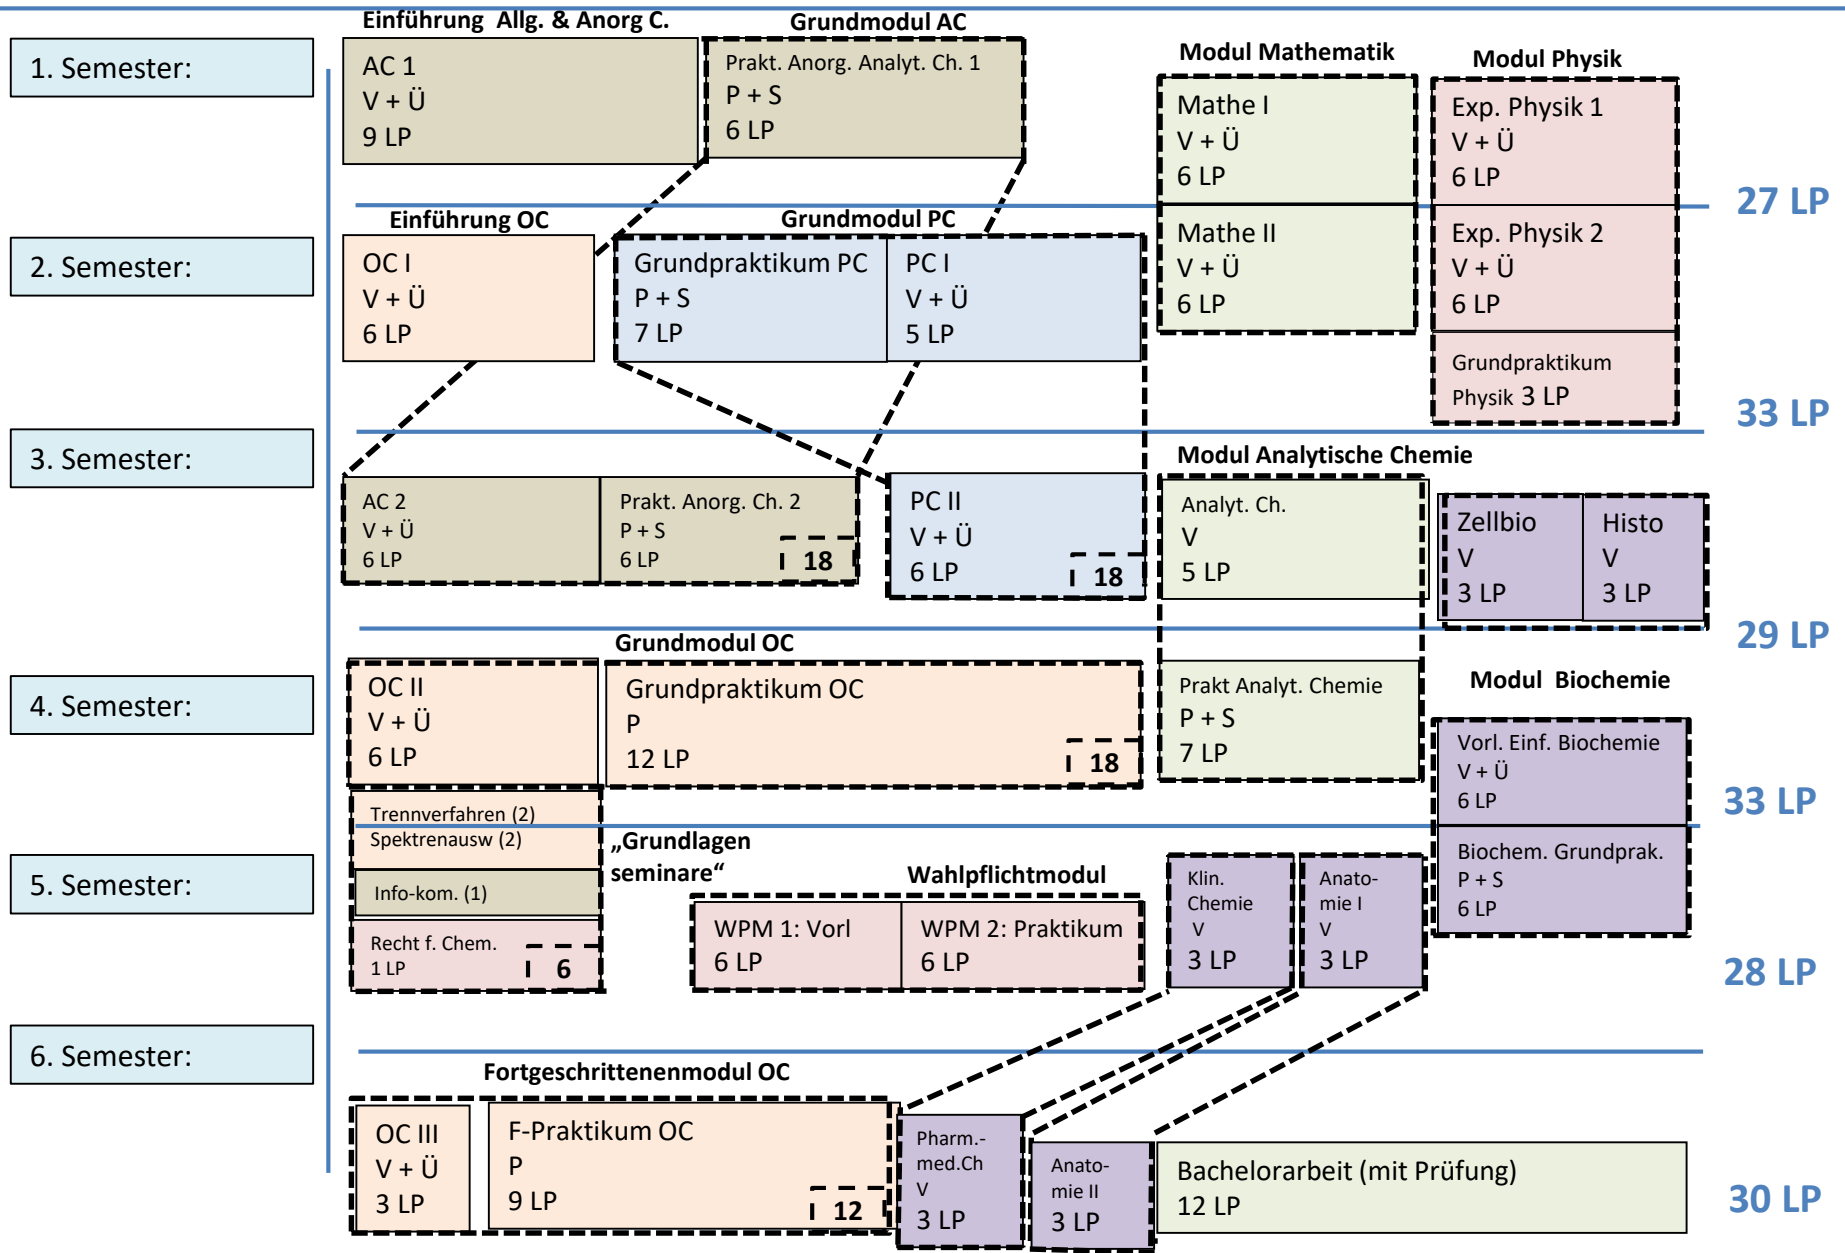 Einführung Allg. & Anorg C.
Grundmodul AC
1. Semester:
AC 1
V + Ü
9 LP
Prakt. Anorg. Analyt. Ch. 1
P + S
6 LP
Modul Mathematik
Mathe I
V + Ü
6 LP
Modul Physik
Exp. Physik 1
V + Ü
6 LP
27 LP
Einführung OC
Grundmodul PC
2. Semester:
OC I
V + Ü
6 LP
Grundpraktikum PC
P + S
7 LP
PC I
V + Ü
5 LP
Mathe II
V + Ü
6 LP
Exp. Physik 2
V + Ü
6 LP
Grundpraktikum
Physik 3 LP
33 LP
3. Semester:
AC 2
V + Ü
6 LP
Prakt. Anorg. Ch. 2
P + S
6 LP
18
PC II
V + Ü
6 LP
18
Modul Analytische Chemie
Analyt. Ch.
V
5 LP
Zellbio
V
3 LP
Histo
V
3 LP
29 LP
Grundmodul OC
4. Semester:
OC II
V + Ü
6 LP
Grundpraktikum OC
P
12 LP
18
Prakt Analyt. Chemie
P + S
7 LP
Modul Biochemie
Vorl. Einf. Biochemie
V + Ü
6 LP
33 LP
Trennverfahren (2)
Spektrenausw (2)
5. Semester:
Info-kom. (1)
Recht f. Chem.
1 LP
6
„Grundlagen
seminare“
Wahlpflichtmodul
WPM 1: Vorl
6 LP
WPM 2: Praktikum
6 LP
Klin.
Chemie
V
3 LP
Anato-
mie I
V
3 LP
Biochem. Grundprak.
P + S
6 LP
28 LP
6. Semester:
Fortgeschrittenenmodul OC
OC III
V + Ü
3 LP
F-Praktikum OC
P
9 LP
12
Pharm.-
med.Ch
V
3 LP
Anato-
mie II
3 LP
Bachelorarbeit (mit Prüfung)
12 LP
30 LP